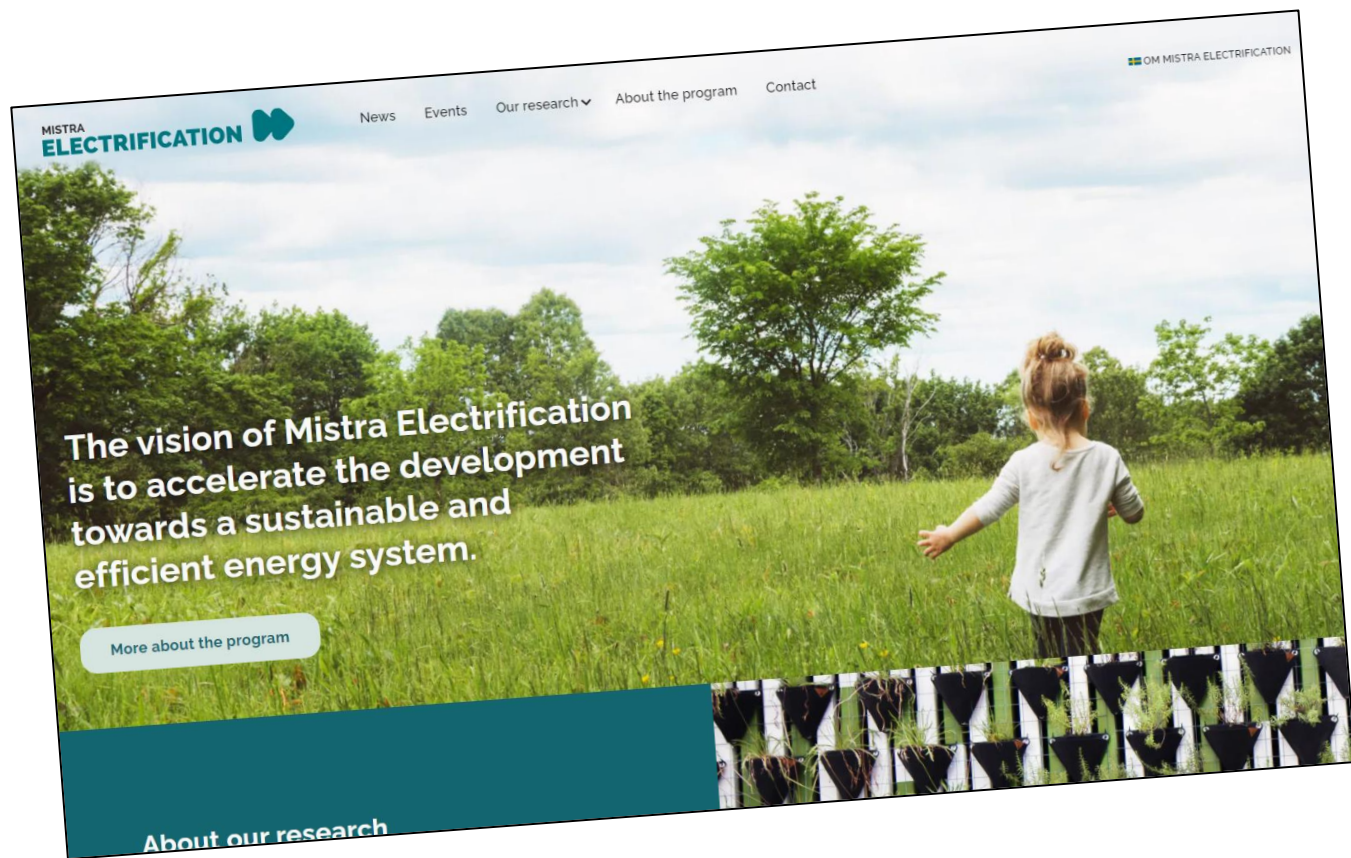 MISTRA
ELECTRIFICATION
News Events Our research About the program Contact
OM MISTRA ELECTRIFICATION
The vision of Mistra Electrification
is to accelerate the development
towards a sustainable and
efficient energy system.
More about the program
About our research